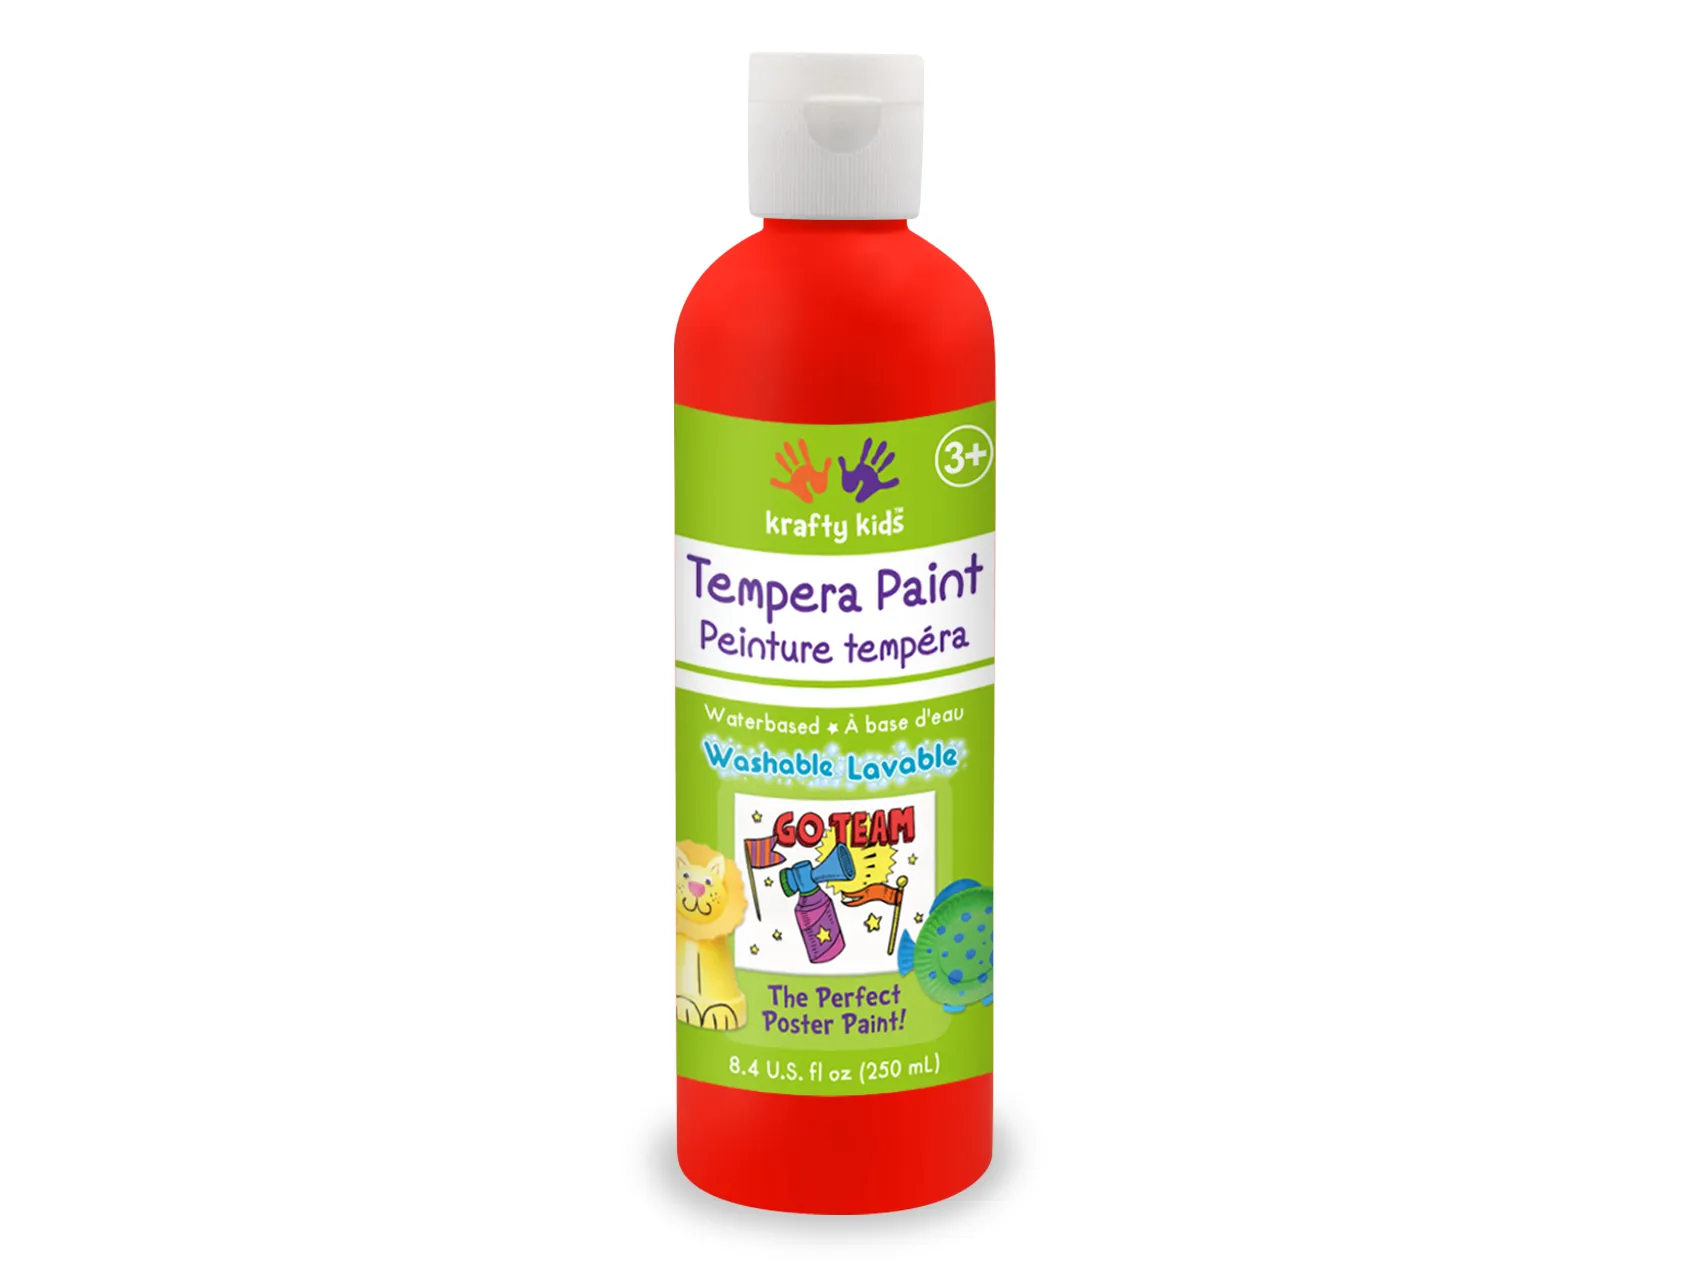 3+
krafty kids™
Tempera Paint
Peinture tempéra
Waterbased ★ À base d'eau
Washable Lavable
GO TEAM
The Perfect
Poster Paint!
8.4 U.S. fl oz (250 mL)